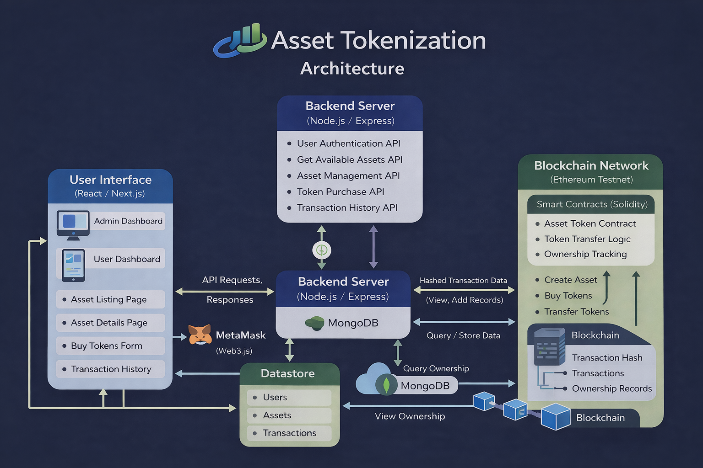 Asset Tokenization
Architecture
Backend Server
(Node.js / Express)
User Authentication API
Get Available Assets API
Asset Management API
Token Purchase API
Transaction History API
User Interface
(React / Next.js)
Admin Dashboard
User Dashboard
Asset Listing Page
Asset Details Page
Buy Tokens Form
Transaction History
API Requests,
Responses
MetaMask
(Web3.js)
Backend Server
(Node.js / Express)
MongoDB
Datastore
Users
Assets
Transactions
Hashed Transaction Data
(View, Add Records)
Query / Store Data
Query Ownership
MongoDB
View Ownership
Blockchain Network
(Ethereum Testnet)
Smart Contracts (Solidity)
Asset Token Contract
Token Transfer Logic
Ownership Tracking
Create Asset
Buy Tokens
Transfer Tokens
Blockchain
Transaction Hash
Transactions
Ownership Records
Blockchain